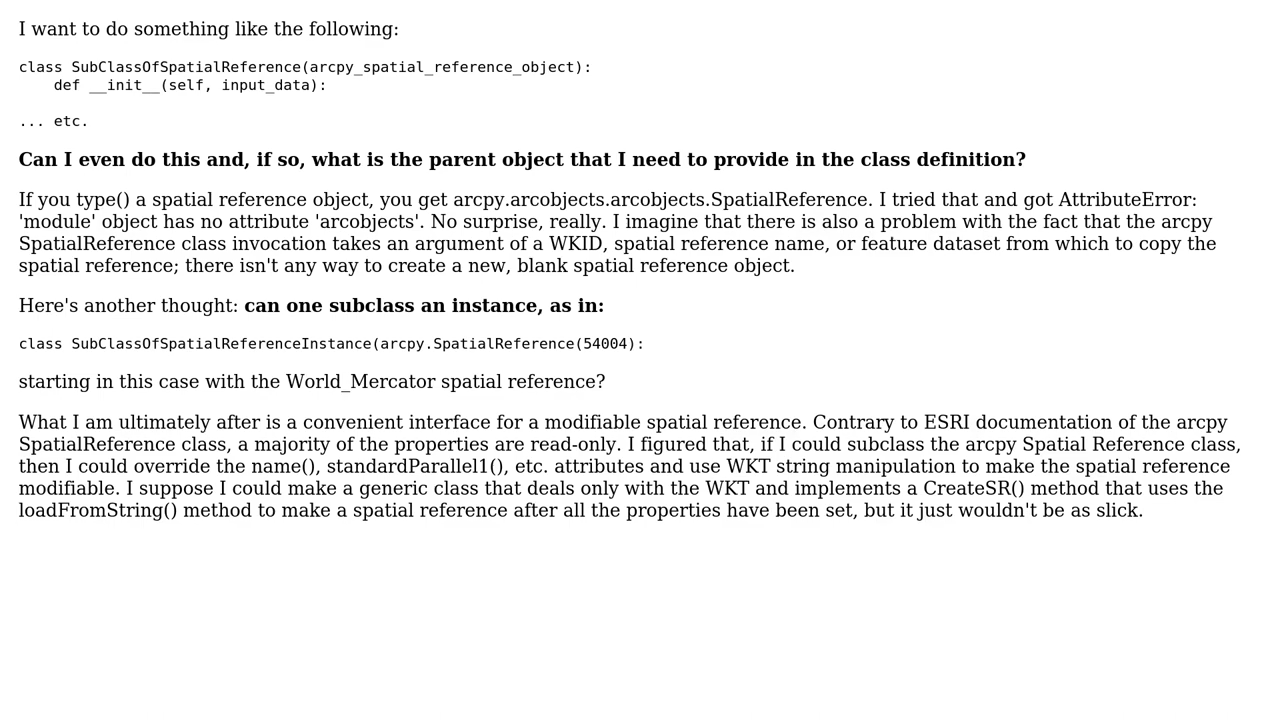 I want to do something like the following:
class SubClassOfSpatialReference(arcpy_spatial_reference_object):
    def __init__(self, input_data):
... etc.
Can I even do this and, if so, what is the parent object that I need to provide in the class definition?
If you type() a spatial reference object, you get arcpy.arcobjects.arcobjects.SpatialReference. I tried that and got AttributeError:
'module' object has no attribute 'arcobjects'. No surprise, really. I imagine that there is also a problem with the fact that the arcpy
SpatialReference class invocation takes an argument of a WKID, spatial reference name, or feature dataset from which to copy the
spatial reference; there isn't any way to create a new, blank spatial reference object.
Here's another thought: can one subclass an instance, as in:
class SubClassOfSpatialReferenceInstance(arcpy.SpatialReference(54004):
starting in this case with the World_Mercator spatial reference?
What I am ultimately after is a convenient interface for a modifiable spatial reference. Contrary to ESRI documentation of the arcpy
SpatialReference class, a majority of the properties are read-only. I figured that, if I could subclass the arcpy Spatial Reference class,
then I could override the name(), standardParallel1(), etc. attributes and use WKT string manipulation to make the spatial reference
modifiable. I suppose I could make a generic class that deals only with the WKT and implements a CreateSR() method that uses the
loadFromString() method to make a spatial reference after all the properties have been set, but it just wouldn't be as slick.